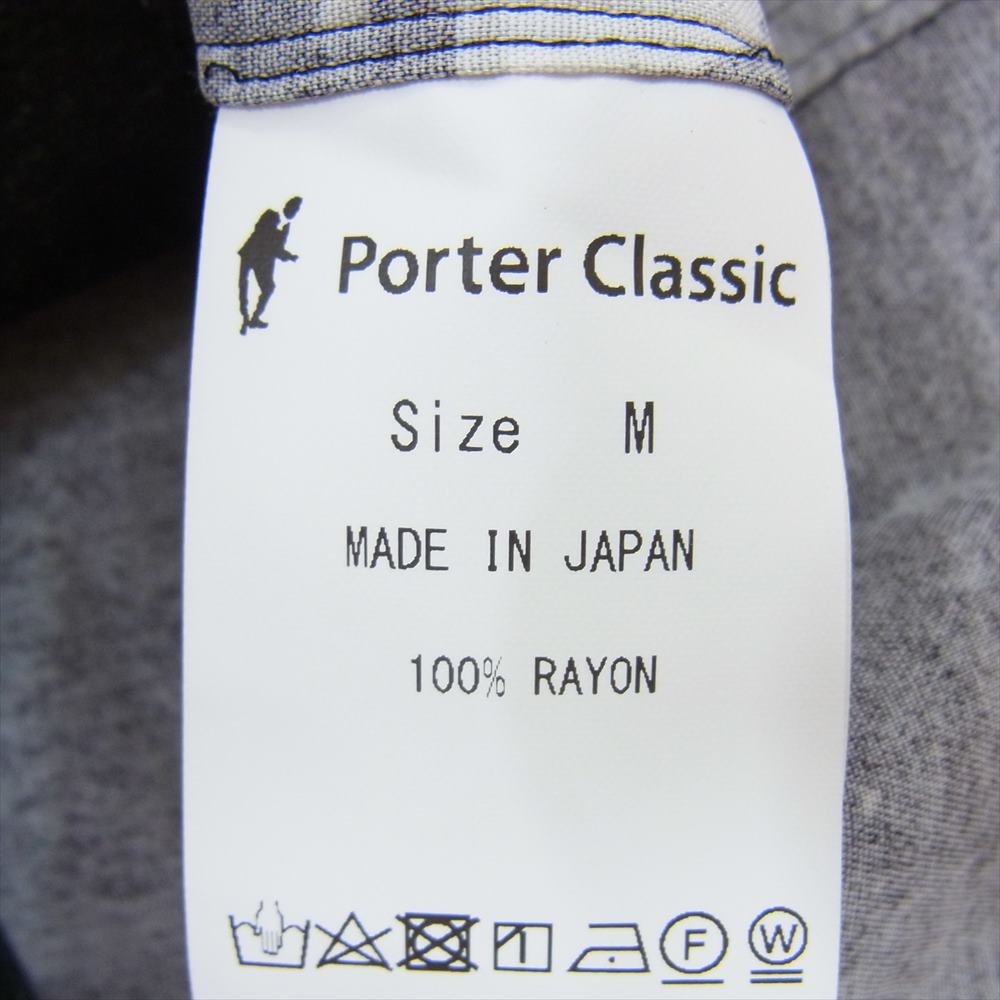 Porter Classic
Size M
MADE IN JAPAN
100% RAYON
F W